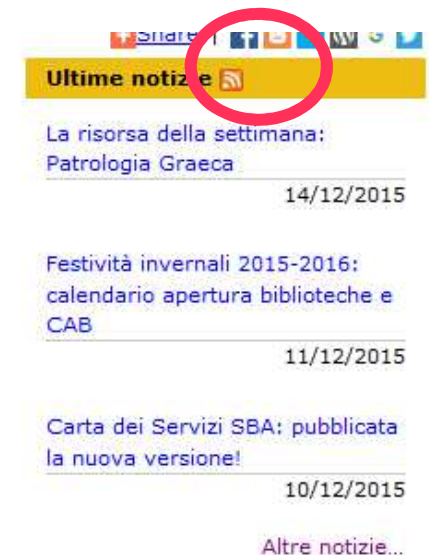 Share |
Ultime notizie
La risorsa della settimana:
Patrologia Graeca
14/12/2015
Festività invernali 2015-2016:
calendario apertura biblioteche e
CAB
11/12/2015
Carta dei Servizi SBA: pubblicata
la nuova versione!
10/12/2015
Altre notizie...